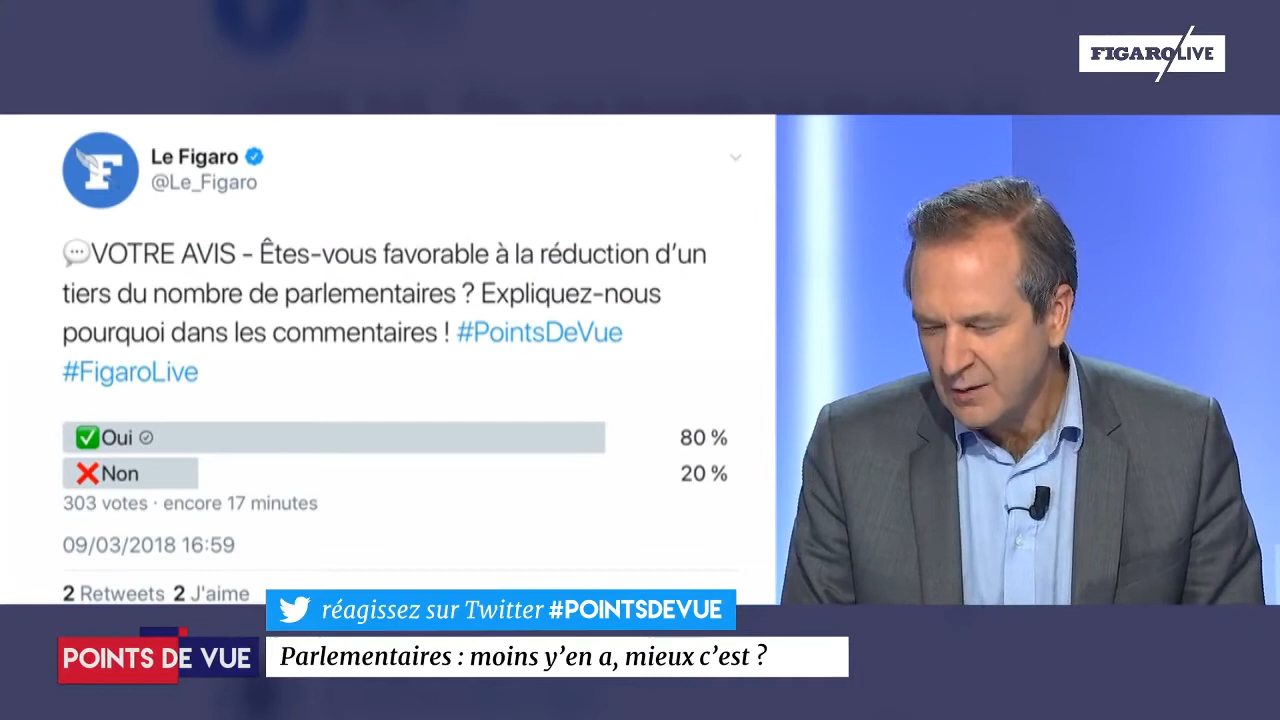 FIGAROLIVE
Le Figaro
@Le_Figaro
VOTRE AVIS - Êtes-vous favorable à la réduction d'un
tiers du nombre de parlementaires ? Expliquez-nous
pourquoi dans les commentaires ! #PointsDeVue
#FigaroLive
Oui 80 %
Non 20 %
303 votes · encore 17 minutes
09/03/2018 16:59
2 Retweets 2 J'aime
réagissez sur Twitter #POINTSDEVUE
POINTS DE VUE
Parlementaires : moins y'en a, mieux c'est ?